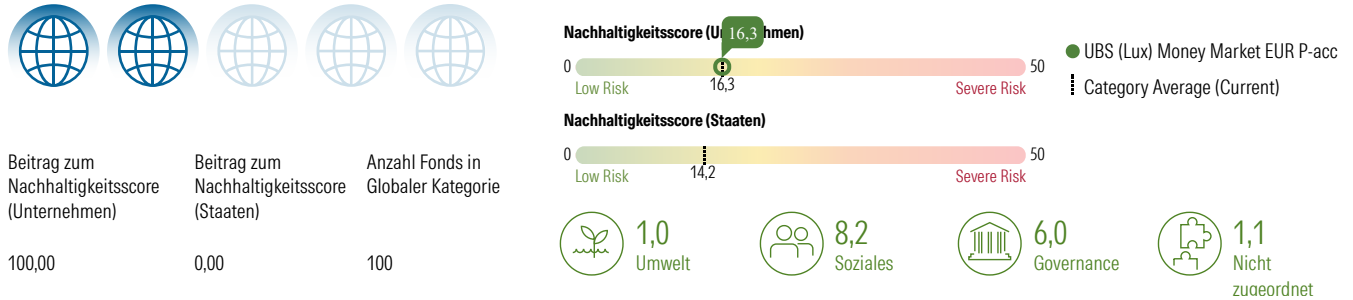 Nachhaltigkeitsscore (U hmen)
16,3
0
50
Low Risk
16,3
Severe Risk
UBS (Lux) Money Market EUR P-acc
Category Average (Current)
Nachhaltigkeitsscore (Staaten)
0
50
Low Risk
14,2
Severe Risk
Beitrag zum
Nachhaltigkeitsscore
(Unternehmen)
100,00
Beitrag zum
Nachhaltigkeitsscore
(Staaten)
0,00
Anzahl Fonds in
Globaler Kategorie
100
1,0
Umwelt
8,2
Soziales
6,0
Governance
1,1
Nicht
zugeordnet